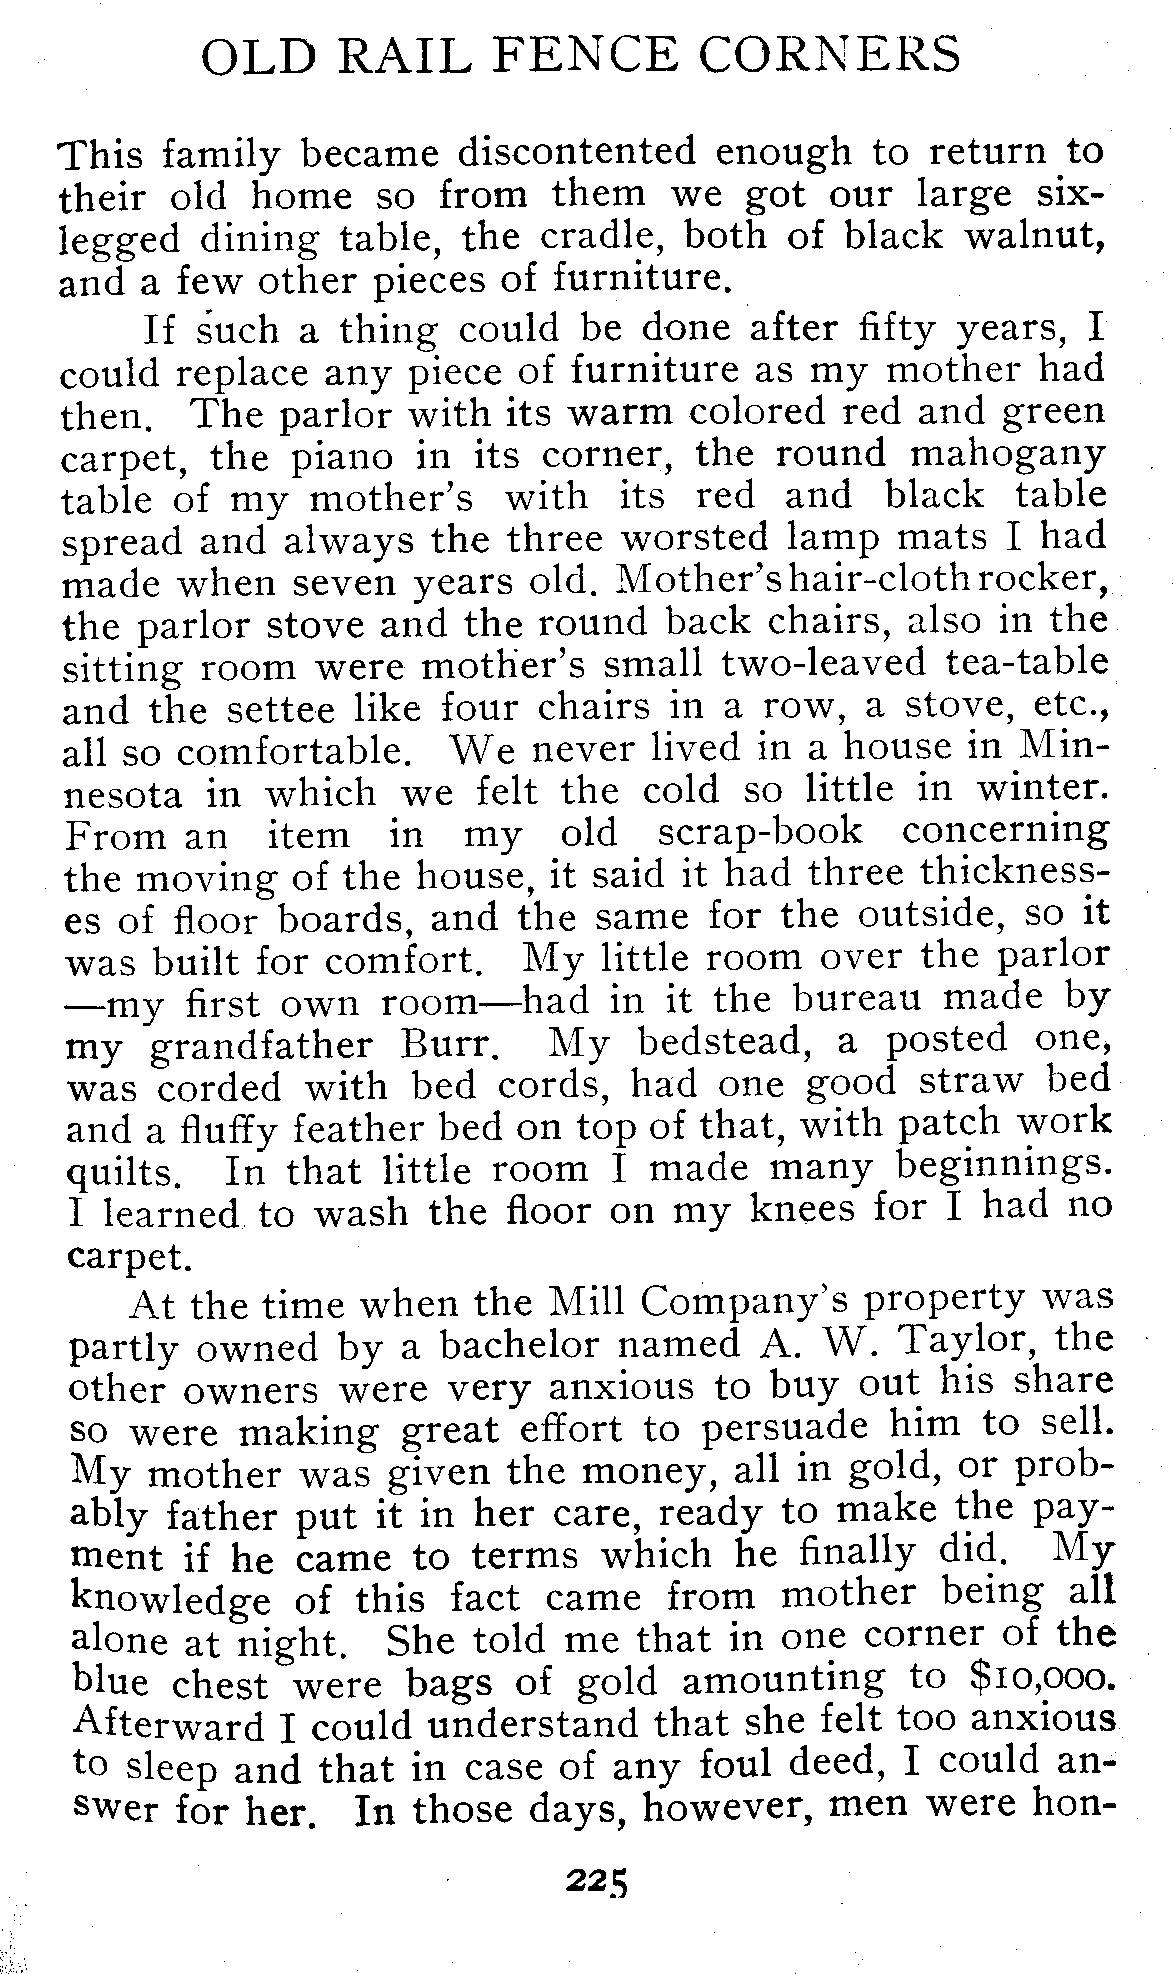 OLD RAIL FENCE CORNERS
This family became discontented enough to return to
their old home so from them we got our large six-
legged dining table, the cradle, both of black walnut,
and a few other pieces of furniture.
If such a thing could be done after fifty years, I
could replace any piece of furniture as my mother had
then. The parlor with its warm colored red and green
carpet, the piano in its corner, the round mahogany
table of my mother's with its red and black table
spread and always the three worsted lamp mats I had
made when seven years old. Mother's hair-cloth rocker,
the parlor stove and the round back chairs, also in the
sitting room were mother's small two-leaved tea-table
and the settee like four chairs in a row, a stove, etc.,
all so comfortable. We never lived in a house in Min-
nesota in which we felt the cold so little in winter.
From an item in my old scrap-book concerning
the moving of the house, it said it had three thickness-
es of floor boards, and the same for the outside, so it
was built for comfort. My little room over the parlor
—my first own room—had in it the bureau made by
my grandfather Burr. My bedstead, a posted one,
was corded with bed cords, had one good straw bed
and a fluffy feather bed on top of that, with patch work
quilts. In that little room I made many beginnings.
I learned to wash the floor on my knees for I had no
carpet.
At the time when the Mill Company's property was
partly owned by a bachelor named A. W. Taylor, the
other owners were very anxious to buy out his share
so were making great effort to persuade him to sell.
My mother was given the money, all in gold, or prob-
ably father put it in her care, ready to make the pay-
ment if he came to terms which he finally did. My
knowledge of this fact came from mother being all
alone at night. She told me that in one corner of the
blue chest were bags of gold amounting to $10,000.
Afterward I could understand that she felt too anxious
to sleep and that in case of any foul deed, I could an-
swer for her. In those days, however, men were hon-
225